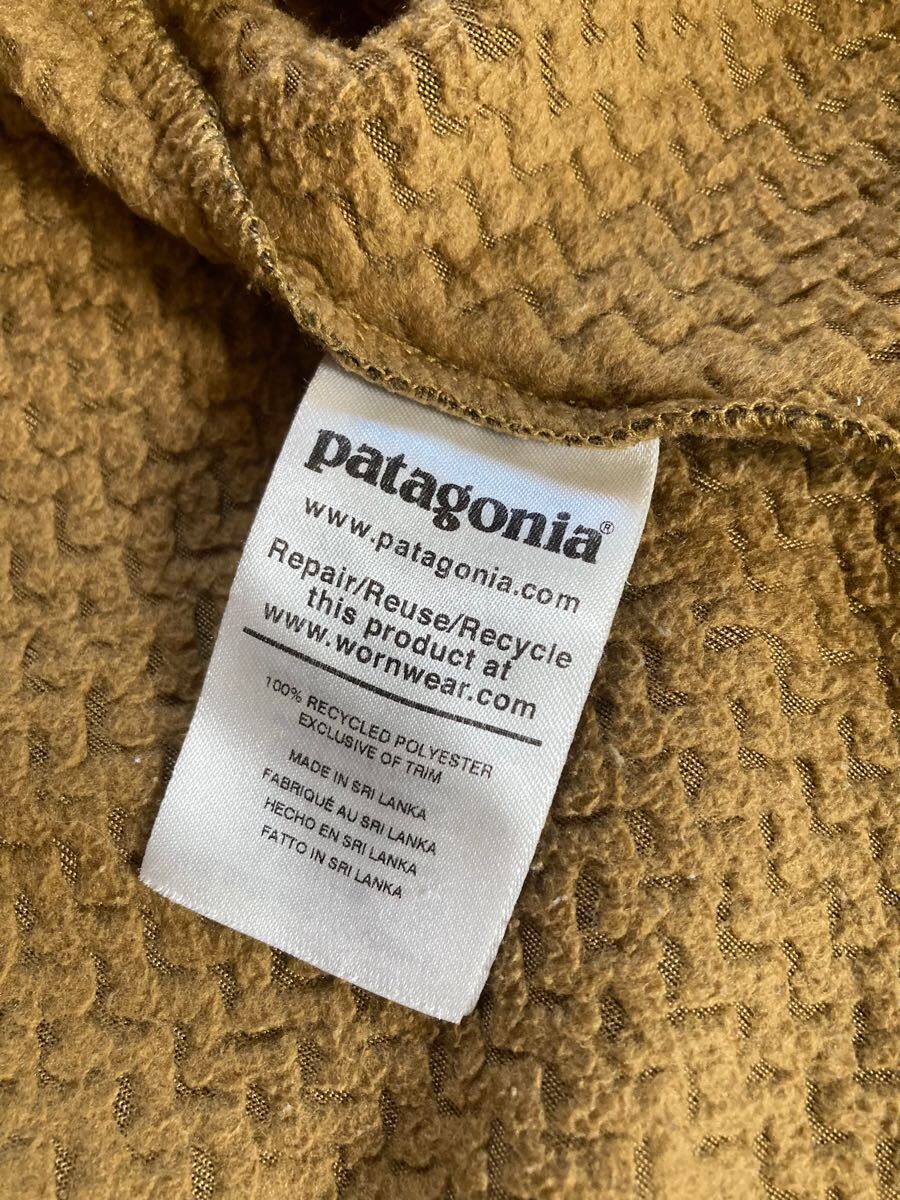 patagonia®
www.patagonia.com
Repair/Reuse/Recycle
this product at
www.wornwear.com
100% RECYCLED POLYESTER
EXCLUSIVE OF TRIM
MADE IN SRI LANKA
FABRIQUÉ AU SRI LANKA
HECHO EN SRI LANKA
FATTO IN SRI LANKA